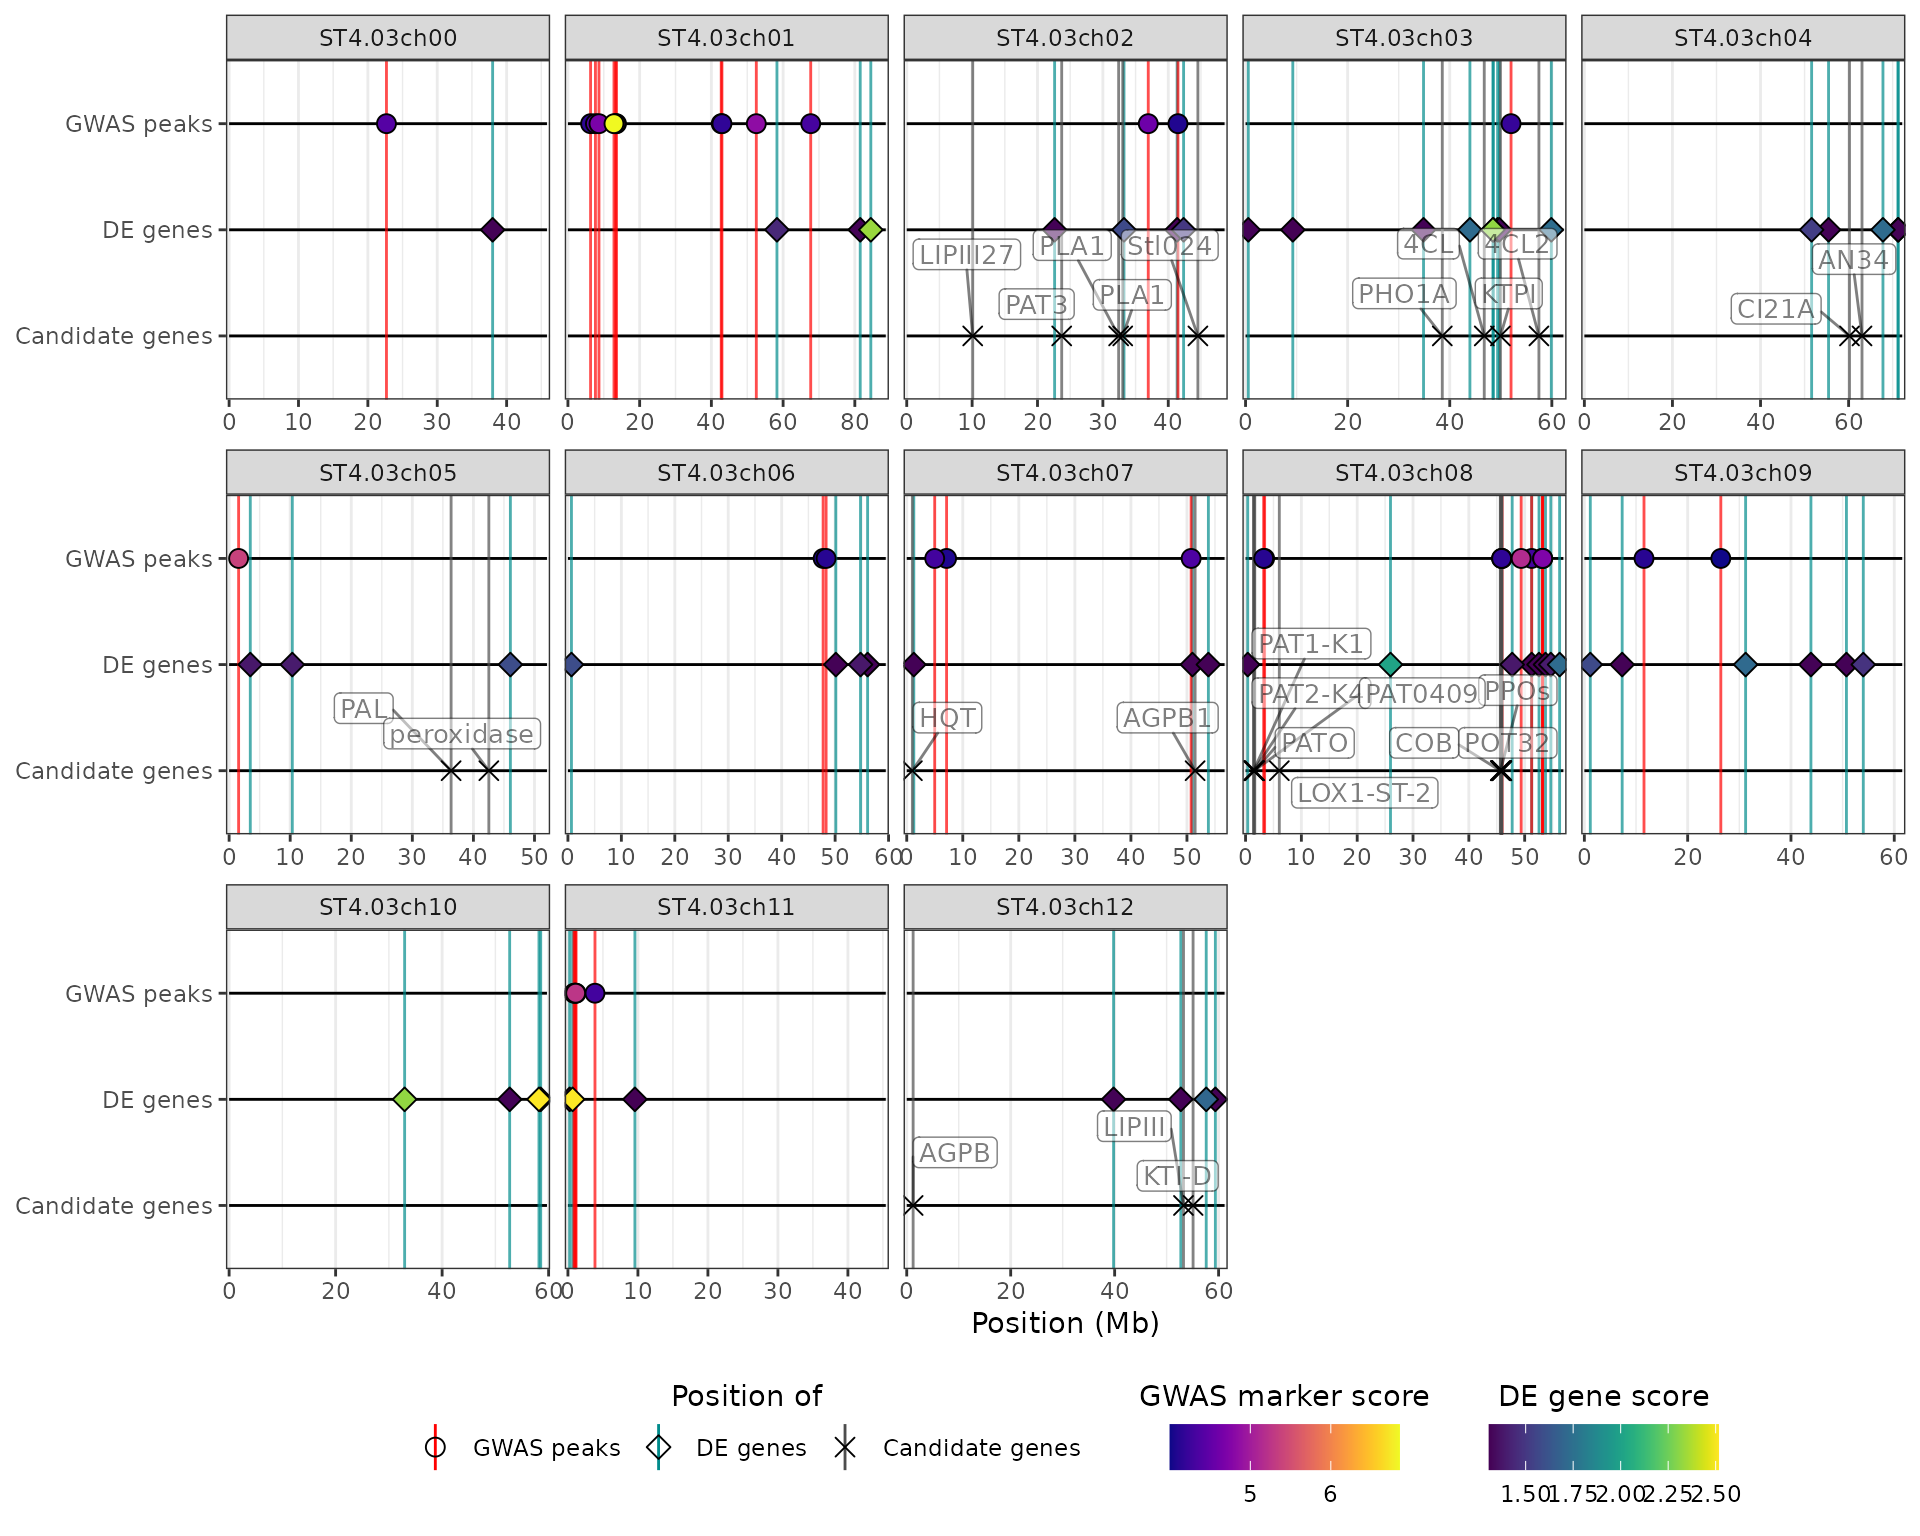 ST4.03ch00 ST4.03ch01 ST4.03ch02 ST4.03ch03 ST4.03ch04
GWAS peaks
DE genes
Candidate genes
LIPIII27 PLA1 StI024
PAT3 PLA1
4CL 4CL2
PHO1A KTPI
AN34
CI21A
0 10 20 30 40 0 20 40 60 80 0 10 20 30 40 0 20 40 60 0 20 40 60
ST4.03ch05 ST4.03ch06 ST4.03ch07 ST4.03ch08 ST4.03ch09
GWAS peaks
DE genes
Candidate genes
PAL
peroxidase
HQT AGPB1
PAT1-K1
PAT2-K4 PAT0409 PPOs
PATO COB POT32
LOX1-ST-2
0 10 20 30 40 50 0 10 20 30 40 50 60 0 10 20 30 40 50 0 10 20 30 40 50 0 20 40 60
ST4.03ch10 ST4.03ch11 ST4.03ch12
GWAS peaks
DE genes
Candidate genes
LIPIII
AGPB
KTI-D
0 20 40 60 0 10 20 30 40 0 20 40 60
Position (Mb)
Position of GWAS marker score DE gene score
GWAS peaks DE genes Candidate genes
5 6 1.50 1.75 2.00 2.25 2.50